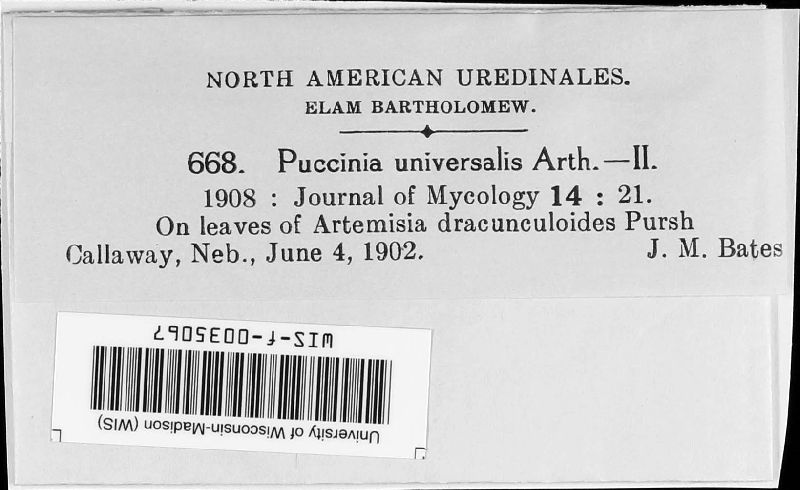 NORTH AMERICAN UREDINALES.
ELAM BARTHOLOMEW.
668. Puccinia universalis Arth.—II.
1908 : Journal of Mycology 14 : 21.
On leaves of Artemisia dracunculoides Pursh
Callaway, Neb., June 4, 1902. J. M. Bates
WIS-f-0035067
University of Wisconsin-Madison (WIS)